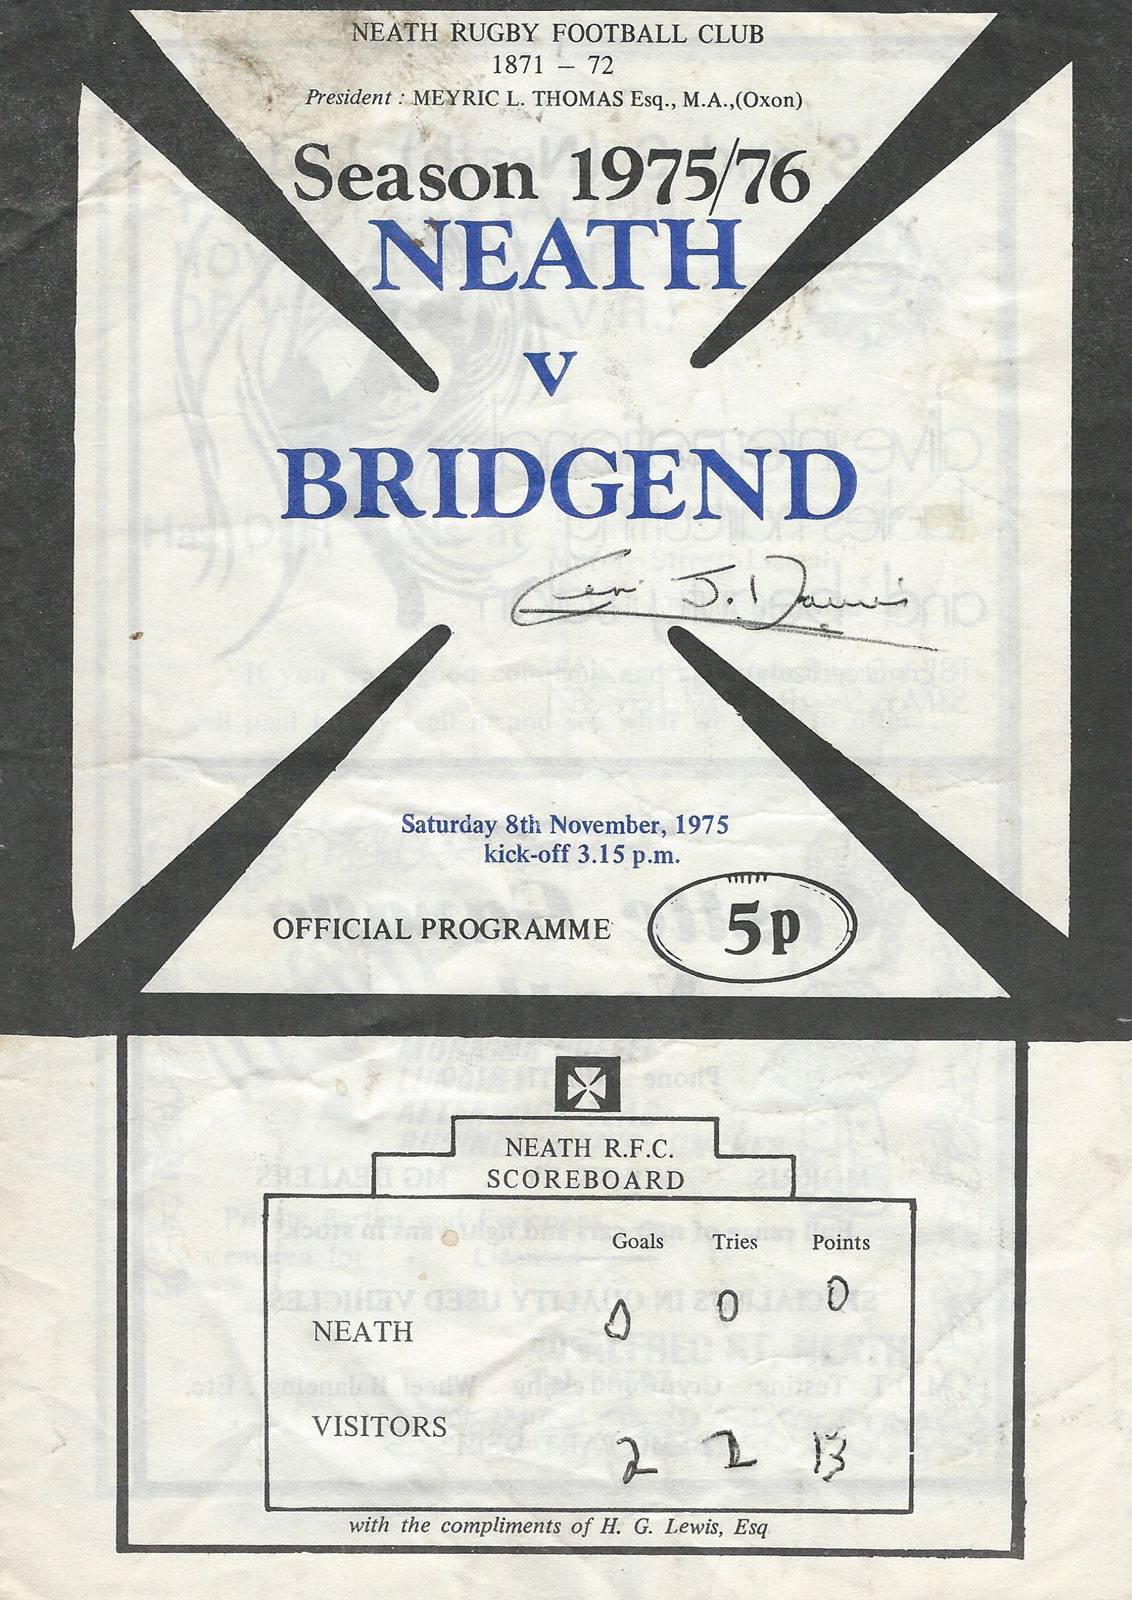 NEATH RUGBY FOOTBALL CLUB
1871 – 72
President : MEYRIC L. THOMAS Esq., M.A.,(Oxon)
Season 1975/76
NEATH
v
BRIDGEND
J. Davies
Saturday 8th November, 1975
kick-off 3.15 p.m.
OFFICIAL PROGRAMME
5p
NEATH R.F.C.
SCOREBOARD
Goals Tries Points
NEATH 0 0 0
VISITORS 2 2 13
with the compliments of H. G. Lewis, Esq